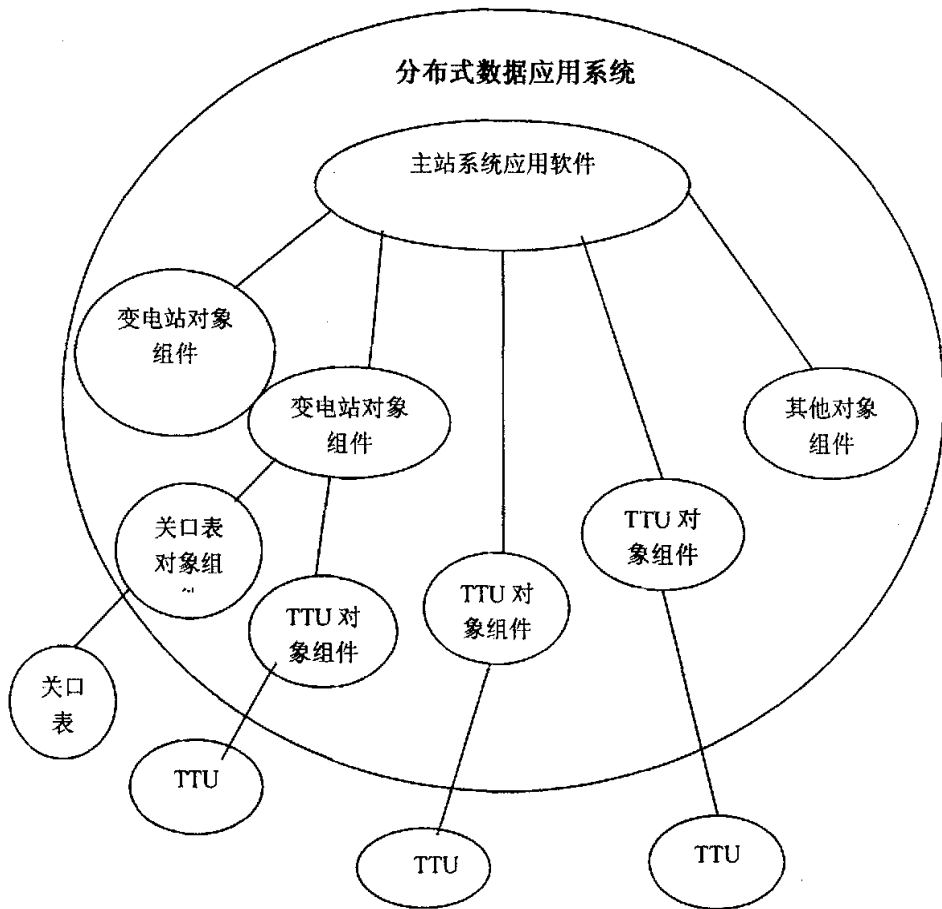 分布式数据应用系统
主站系统应用软件
变电站对象
组件
变电站对象
组件
其他对象
组件
关口表
对象组
TTU 对
象组件
TTU 对
象组件
TTU 对
象组件
关口
表
TTU
TTU
TTU